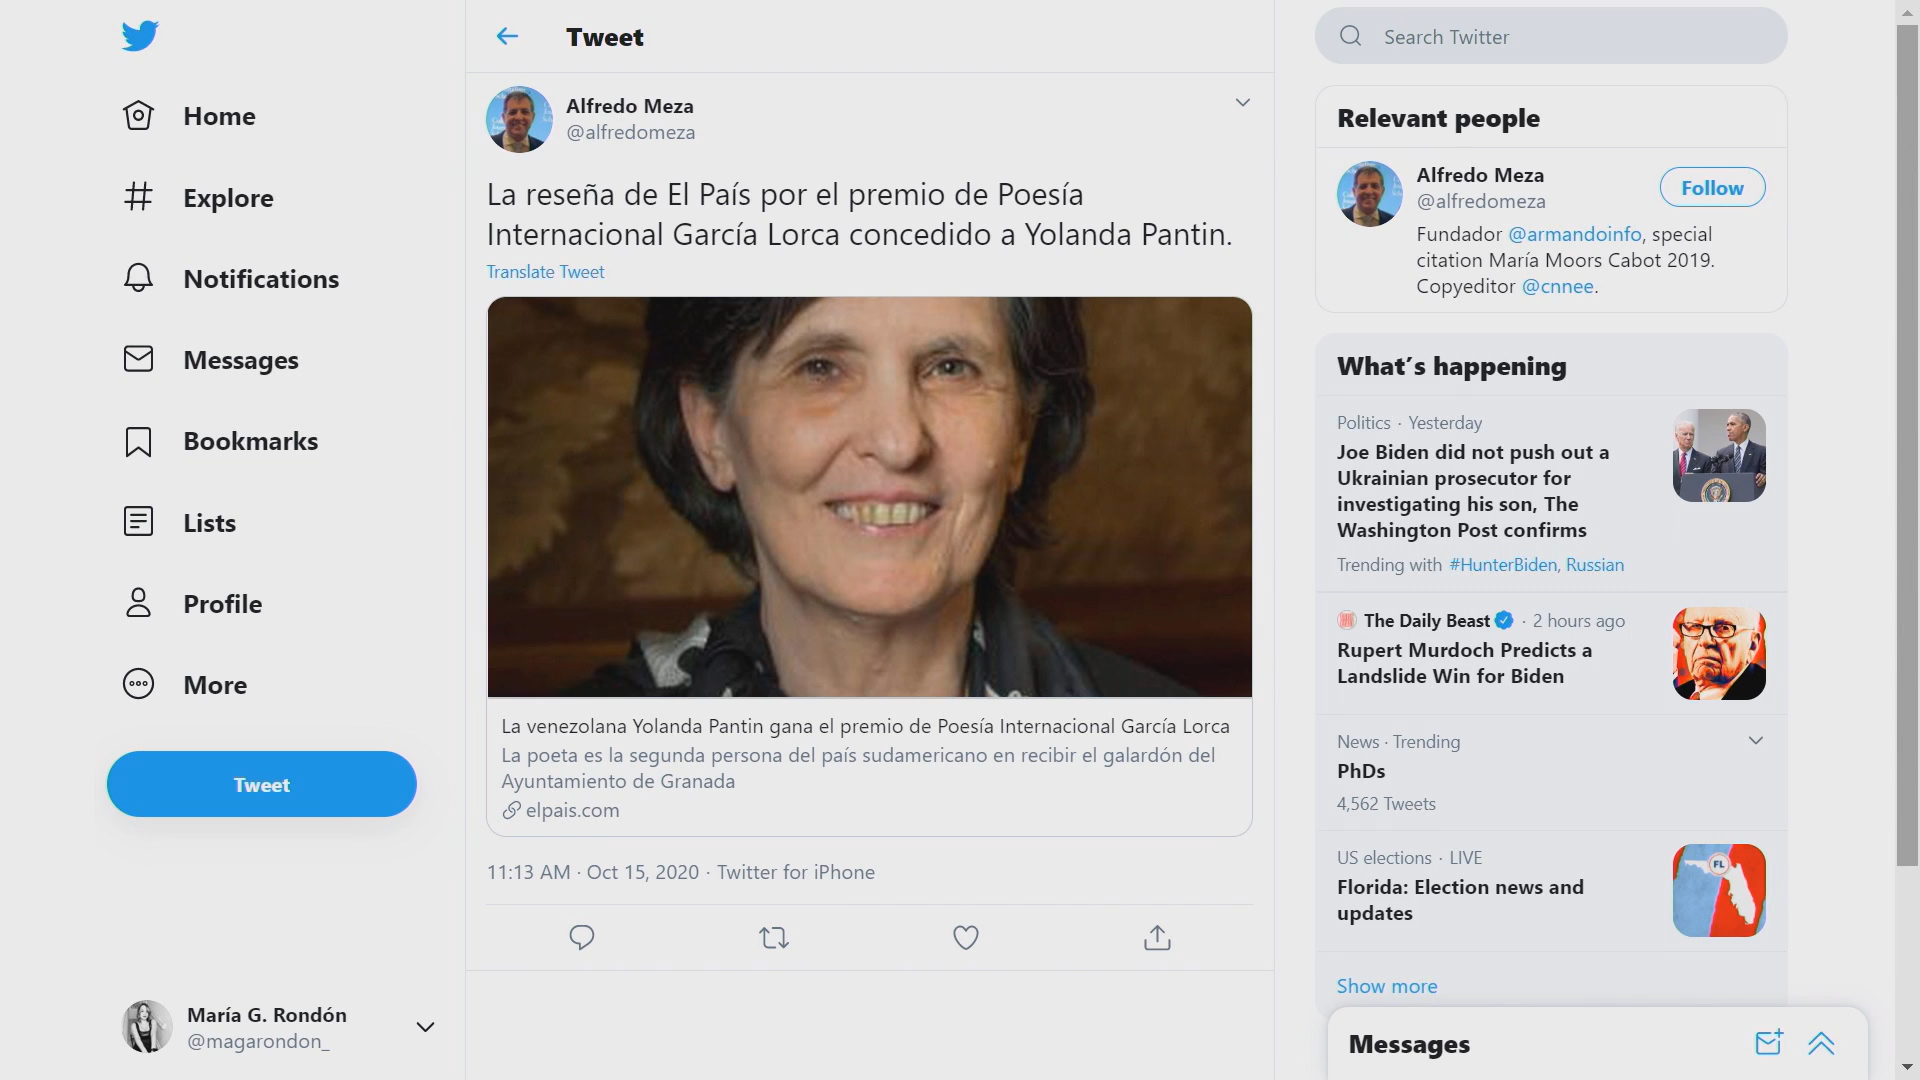 Home
Explore
Notifications
Messages
Bookmarks
Lists
Profile
More
Tweet
María G. Rondón
@magarondon_
Tweet
Alfredo Meza
@alfredomeza
La reseña de El País por el premio de Poesía
Internacional García Lorca concedido a Yolanda Pantin.
Translate Tweet
La venezolana Yolanda Pantin gana el premio de Poesía Internacional García Lorca
La poeta es la segunda persona del país sudamericano en recibir el galardón del
Ayuntamiento de Granada
elpais.com
11:13 AM · Oct 15, 2020 · Twitter for iPhone
Search Twitter
Relevant people
Alfredo Meza
@alfredomeza
Follow
Fundador @armandoinfo, special
citation María Moors Cabot 2019.
Copyeditor @cnnee.
What's happening
Politics · Yesterday
Joe Biden did not push out a
Ukrainian prosecutor for
investigating his son, The
Washington Post confirms
Trending with #HunterBiden, Russian
The Daily Beast · 2 hours ago
Rupert Murdoch Predicts a
Landslide Win for Biden
News · Trending
PhDs
4,562 Tweets
US elections · LIVE
Florida: Election news and
updates
FL
Show more
Messages